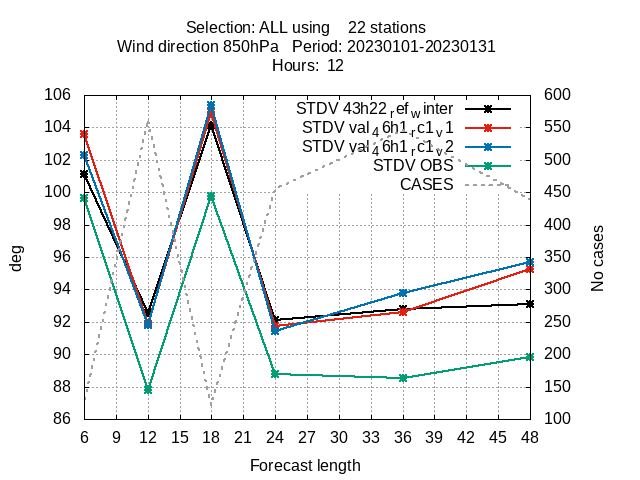 Selection: ALL using 22 stations
Wind direction 850hPa Period: 20230101-20230131
Hours: 12
106 600
STDV 43h22refwinter
104 550
STDV val46h1rc1v1
STDV val46h1rc1v2
102 500
STDV OBS
CASES
100 450
98 400
96 350
deg
No cases
94 300
92 250
90 200
88 150
86 100
6 9 12 15 18 21 24 27 30 33 36 39 42 45 48
Forecast length